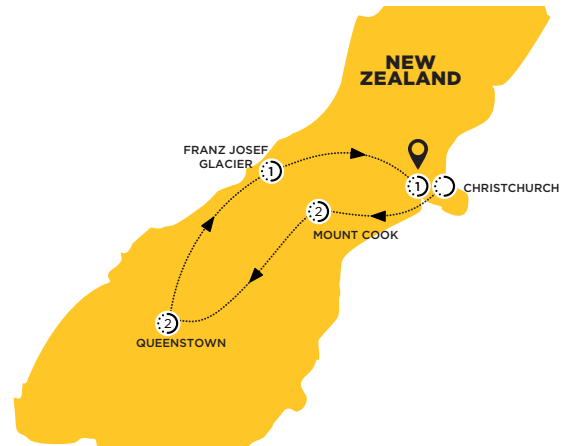 NEW
ZEALAND
FRANZ JOSEF
GLACIER
1
1
CHRISTCHURCH
2
MOUNT COOK
2
QUEENSTOWN